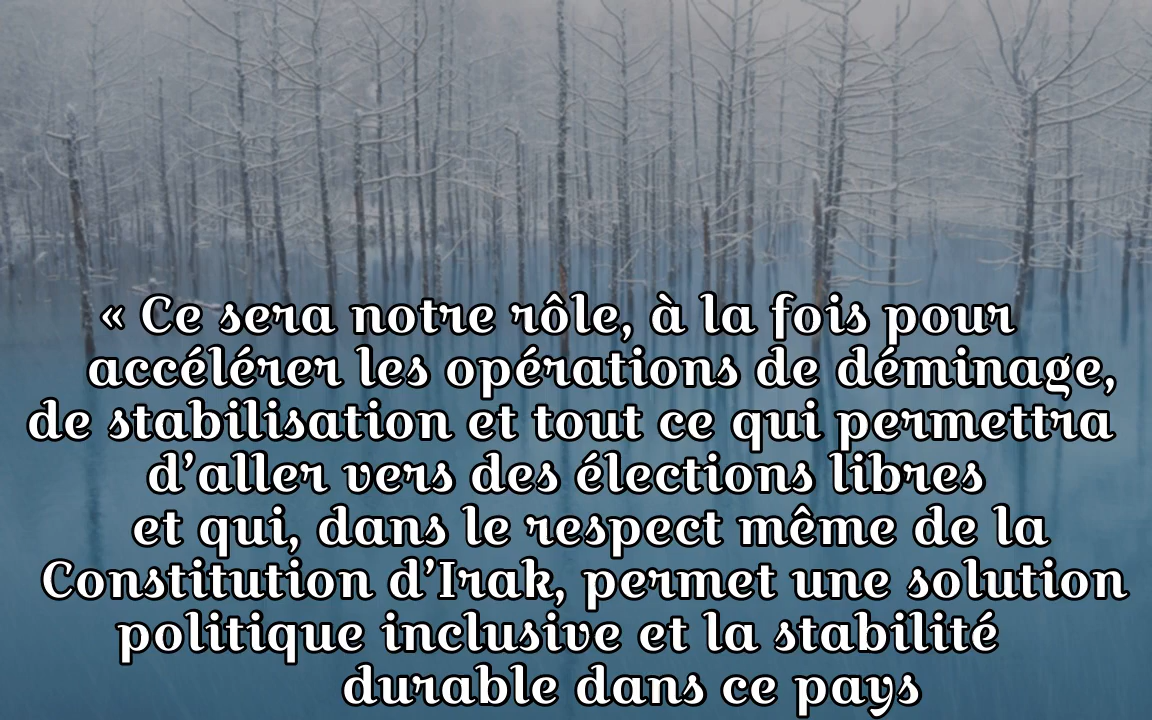 « Ce sera notre rôle, à la fois pour
accélérer les opérations de déminage,
de stabilisation et tout ce qui permettra
d’aller vers des élections libres
et qui, dans le respect même de la
Constitution d’Irak, permet une solution
politique inclusive et la stabilité
durable dans ce pays